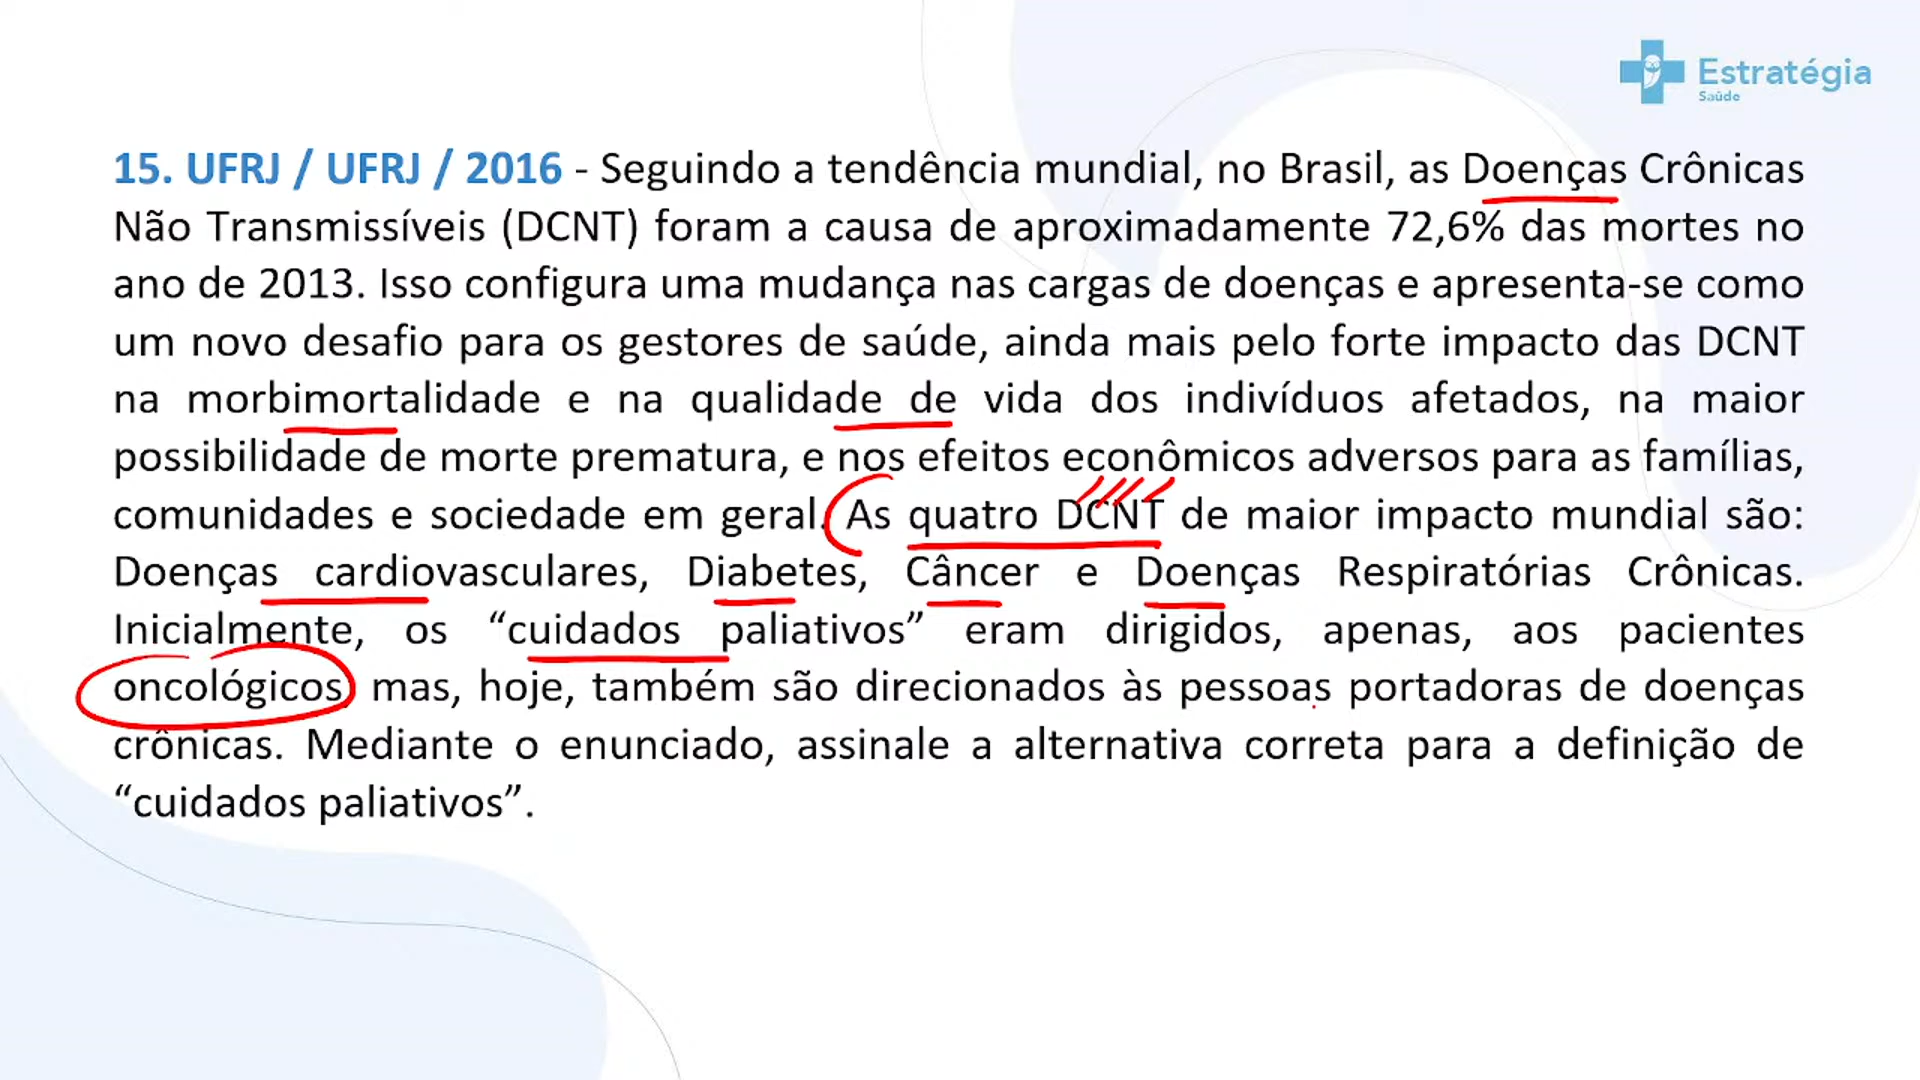 Estratégia
Saúde
15. UFRJ / UFRJ / 2016 - Seguindo a tendência mundial, no Brasil, as Doenças Crônicas
Não Transmissíveis (DCNT) foram a causa de aproximadamente 72,6% das mortes no
ano de 2013. Isso configura uma mudança nas cargas de doenças e apresenta-se como
um novo desafio para os gestores de saúde, ainda mais pelo forte impacto das DCNT
na morbimortalidade e na qualidade de vida dos indivíduos afetados, na maior
possibilidade de morte prematura, e nos efeitos econômicos adversos para as famílias,
comunidades e sociedade em geral. As quatro DCNT de maior impacto mundial são:
Doenças cardiovasculares, Diabetes, Câncer e Doenças Respiratórias Crônicas.
Inicialmente, os “cuidados paliativos” eram dirigidos, apenas, aos pacientes
oncológicos, mas, hoje, também são direcionados às pessoas portadoras de doenças
crônicas. Mediante o enunciado, assinale a alternativa correta para a definição de
“cuidados paliativos”.